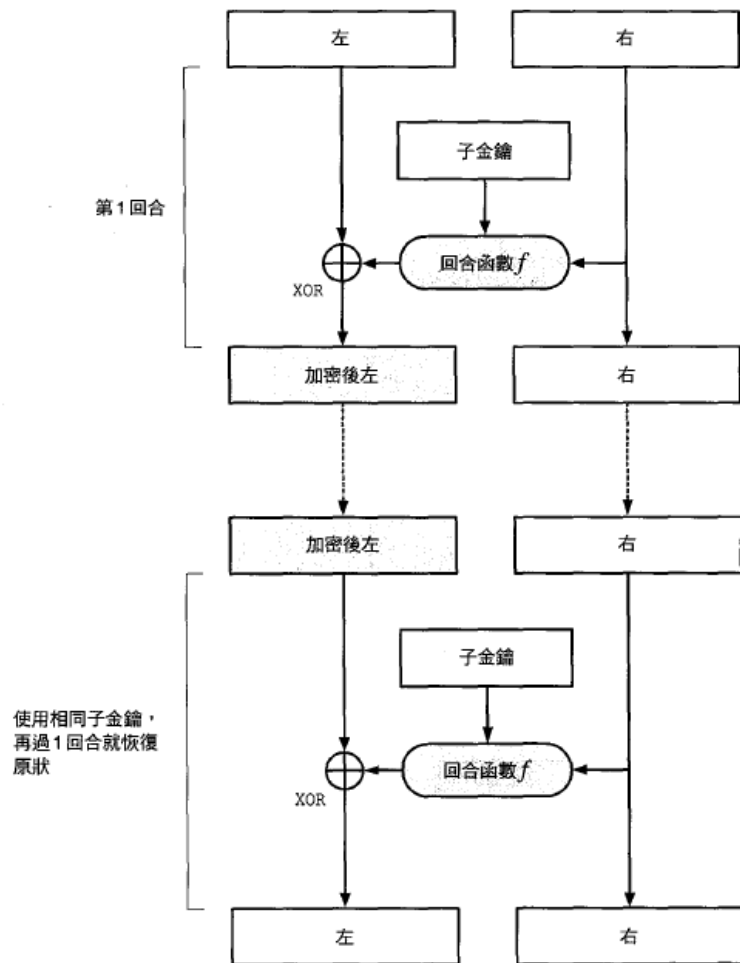 左
右
子金鑰
第1回合
回合函數f
XOR
加密後左
右
加密後左
右
子金鑰
使用相同子金鑰，
再過1回合就恢復
原狀
回合函數f
XOR
左
右